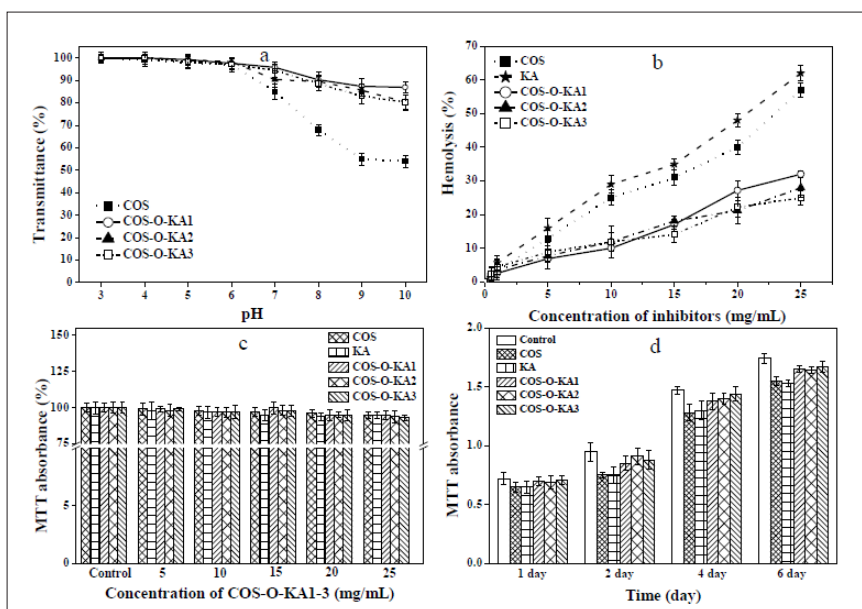 a
Transmittance (%)
100
90
80
70
60
50
40
30
20
10
0
COS
COS-O-KA1
COS-O-KA2
COS-O-KA3
3 4 5 6 7 8 9 10
pH
b
Hemolysis (%)
70
60
50
40
30
20
10
0
COS
KA
COS-O-KA1
COS-O-KA2
COS-O-KA3
0 5 10 15 20 25
Concentration of inhibitors (mg/mL)
c
MTT absorbance (%)
150
125
100
75
5
0
COS
KA
COS-O-KA1
COS-O-KA2
COS-O-KA3
Control 5 10 15 20 25
Concentration of COS-O-KA1-3 (mg/mL)
d
MTT absorbance
2.0
1.5
1.0
0.5
0.0
Control
COS
KA
COS-O-KA1
COS-O-KA2
COS-O-KA3
1 day 2 day 4 day 6 day
Time (day)